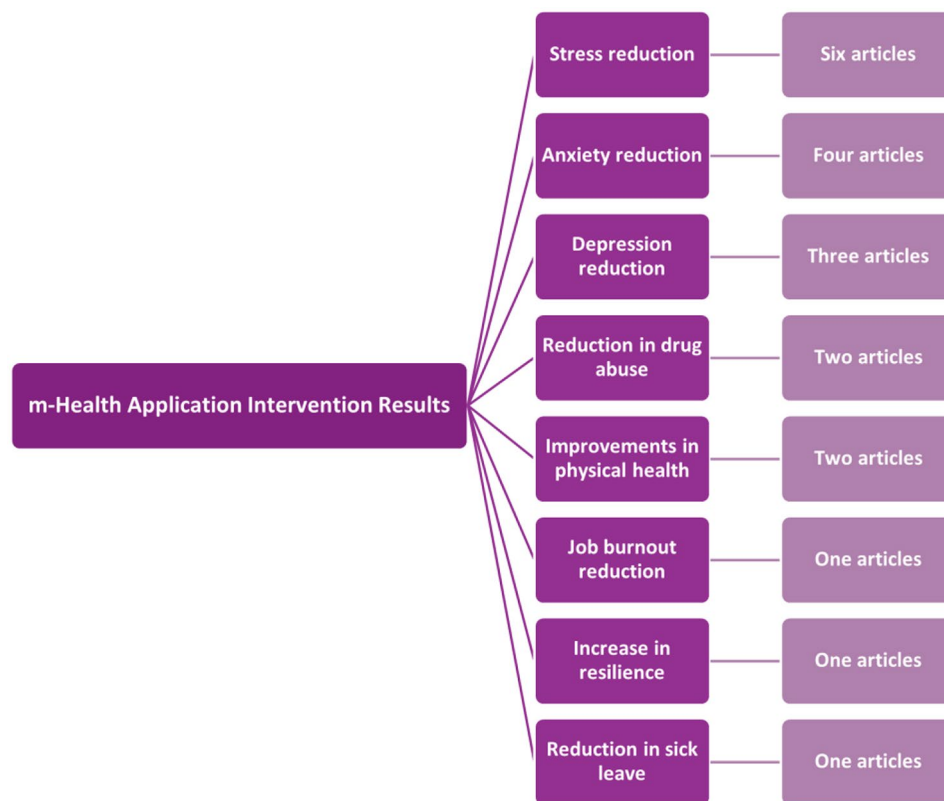 Stress reduction
Six articles
Anxiety reduction
Four articles
Depression
reduction
Three articles
Reduction in drug
abuse
Two articles
m-Health Application Intervention Results
Improvements in
physical health
Two articles
Job burnout
reduction
One articles
Increase in
resilience
One articles
Reduction in sick
leave
One articles